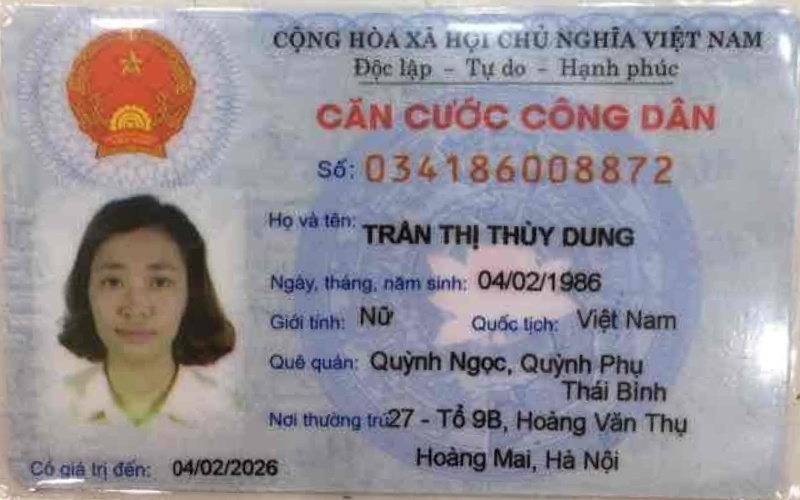 CỘNG HÒA XÃ HỘI CHỦ NGHĨA VIỆT NAM
Độc lập - Tự do - Hạnh phúc
CĂN CƯỚC CÔNG DÂN
Số: 034186008872
Họ và tên: TRẦN THỊ THÙY DUNG
Ngày, tháng, năm sinh: 04/02/1986
Giới tính: Nữ Quốc tịch: Việt Nam
Quê quán: Quỳnh Ngọc, Quỳnh Phụ
Thái Bình
Nơi thường trú: 27 - Tổ 9B, Hoàng Văn Thụ
Hoàng Mai, Hà Nội
Có giá trị đến: 04/02/2026